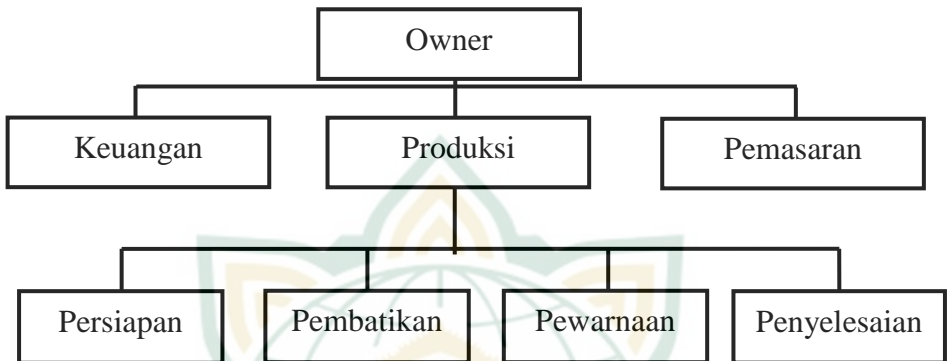 Owner
Keuangan
Produksi
Pemasaran
Persiapan
Pembatikan
Pewarnaan
Penyelesaian